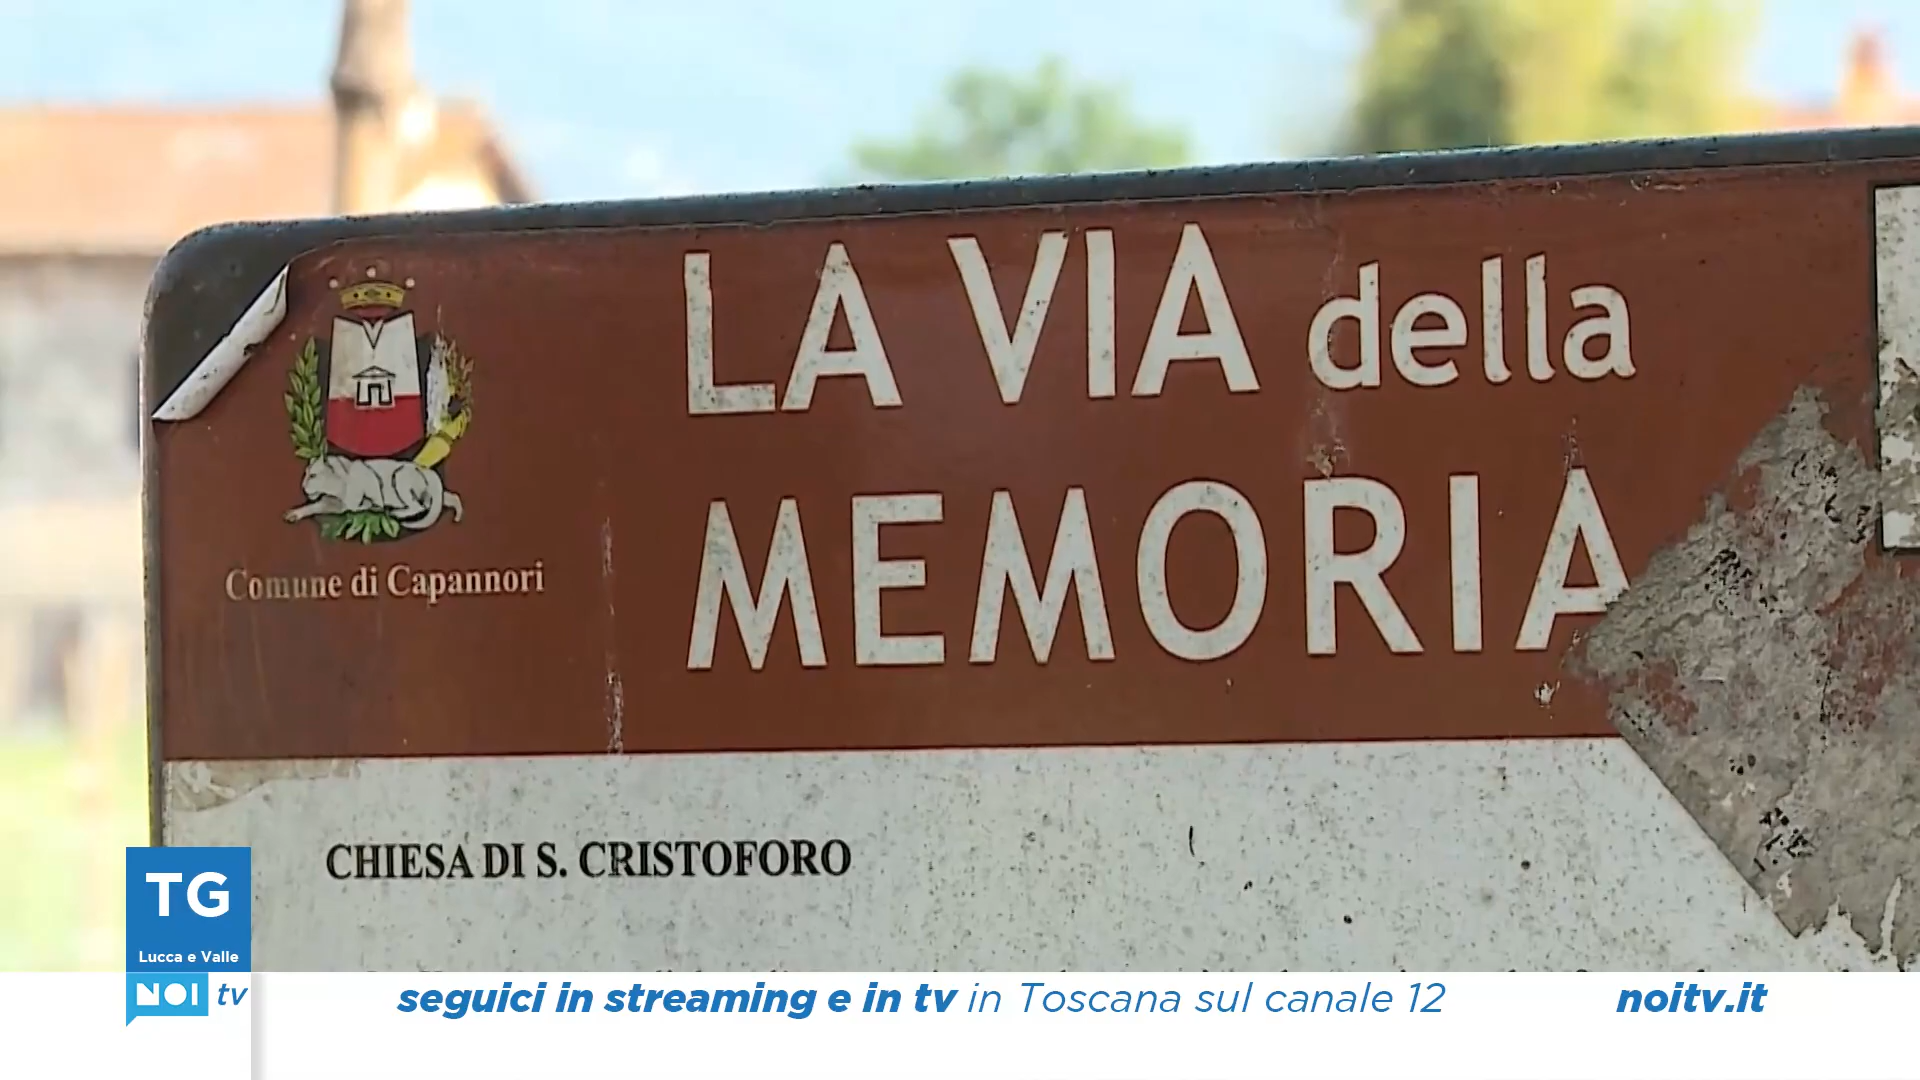 LA VIA della
MEMORIA
Comune di Capannori
CHIESA DI S. CRISTOFORO
TG
Lucca e Valle
NOI tv
seguici in streaming e in tv in Toscana sul canale 12
noitv.it